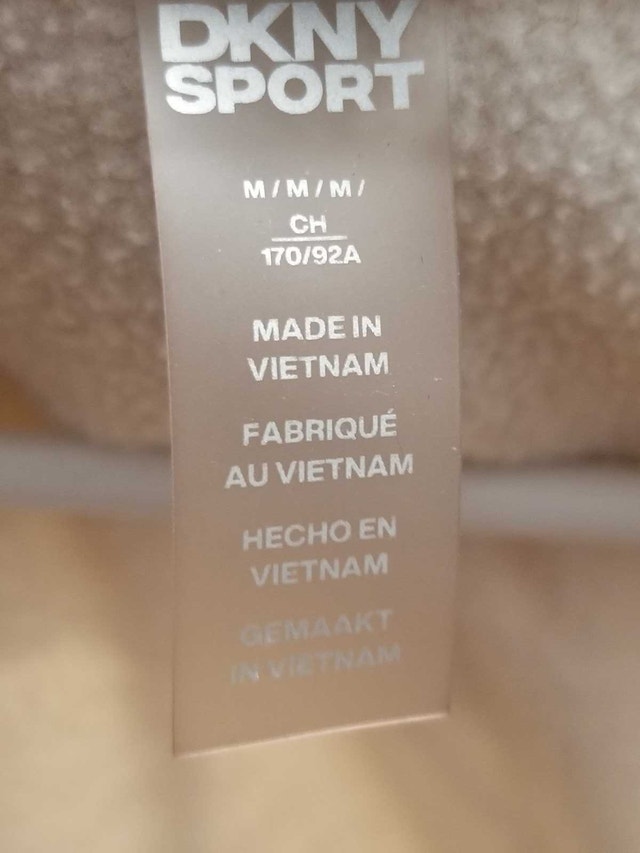 DKNY
SPORT
M/M/M/
CH
170/92A
MADE IN
VIETNAM
FABRIQUÉ
AU VIETNAM
HECHO EN
VIETNAM
GEMAAKT
IN VIETNAM